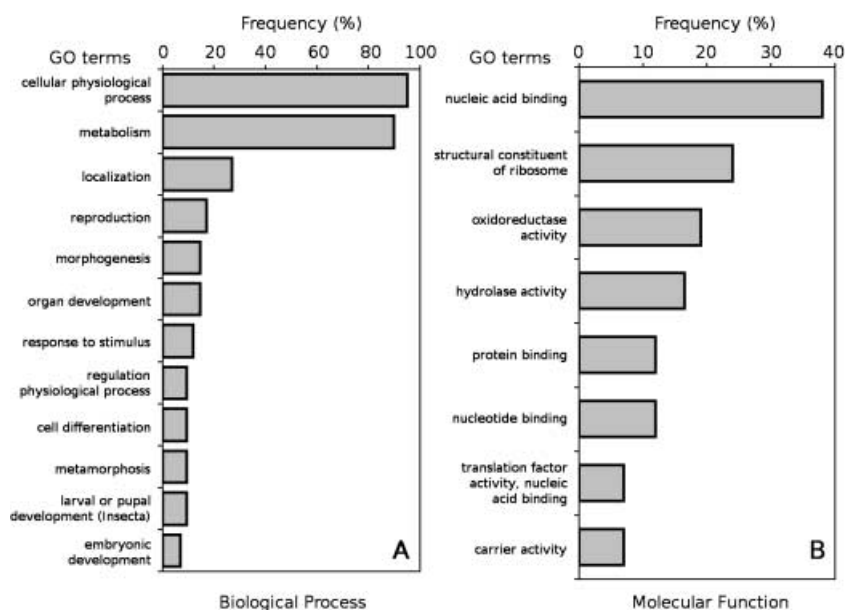 Frequency (%)
GO terms
0 20 40 60 80 100
cellular physiological
process
metabolism
localization
reproduction
morphogenesis
organ development
response to stimulus
regulation
physiological process
cell differentiation
metamorphosis
larval or pupal
development (Insecta)
embryonic
development
A
Biological Process
Frequency (%)
GO terms
0 10 20 30 40
nucleic acid binding
structural constituent
of ribosome
oxidoreductase
activity
hydrolase activity
protein binding
nucleotide binding
translation factor
activity, nucleic
acid binding
carrier activity
B
Molecular Function